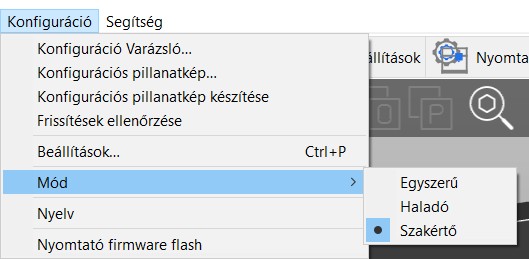 Konfiguráció Segítség
Konfiguráció Varázsló...
Konfigurációs pillanatkép...
Konfigurációs pillanatkép készítése
Frissítések ellenőrzése
Beállítások... Ctrl+P
Mód
Nyelv
Nyomtató firmware flash
Egyszerű
Haladó
Szakértő
állítások
Nyomta
O P